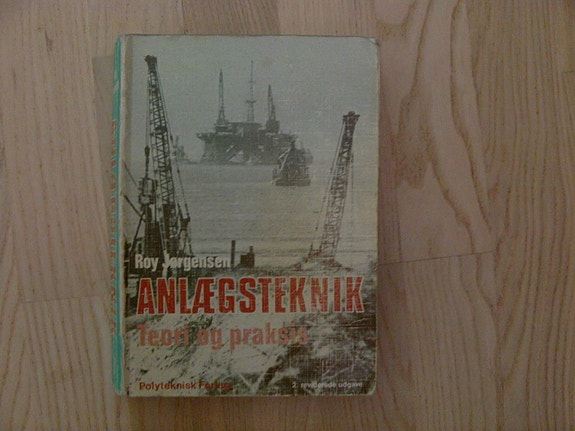 Roy Jørgensen
ANLÆGSTEKNIK
Teori og praksis
Polyteknisk Forlag
2. reviderede udgave